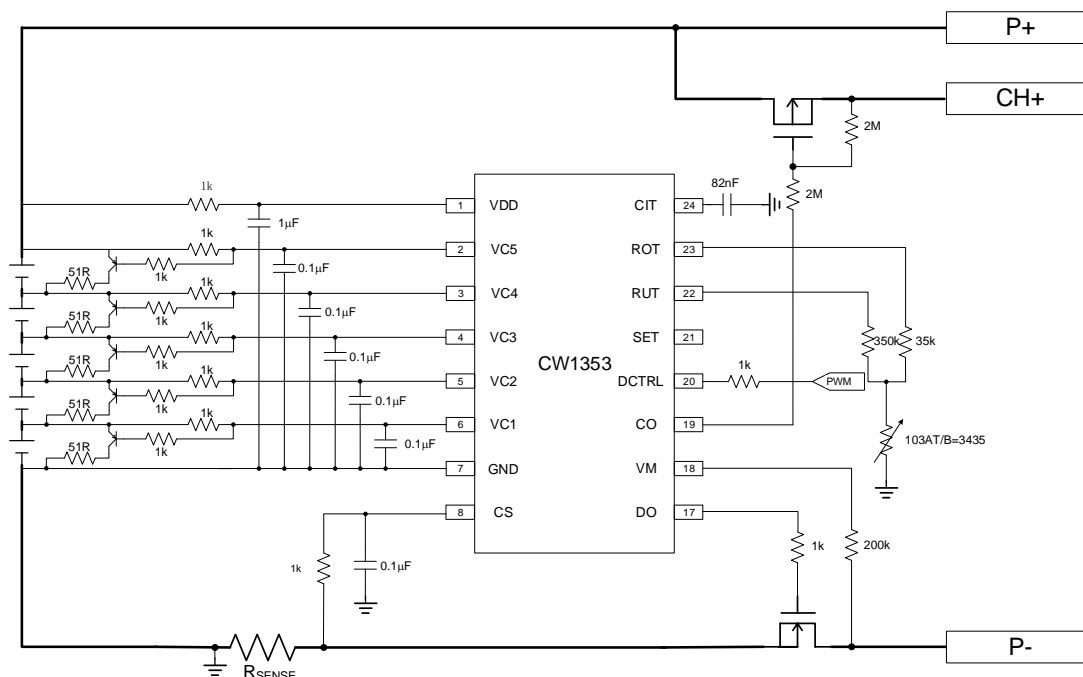 P+
CH+
2M
2M
1k
1µF
1 VDD
CIT 24
82nF
1k
2 VC5
ROT 23
51R
1k
0.1µF
1k
3 VC4
RUT 22
51R
1k
0.1µF
1k
4 VC3
SET 21
350k
35k
51R
1k
0.1µF
CW1353
1k
5 VC2
DCTRL 20
1k
PWM
51R
1k
0.1µF
1k
6 VC1
CO 19
51R
1k
0.1µF
103AT/B=3435
7 GND
VM 18
8 CS
DO 17
1k
0.1µF
1k
200k
RSENSE
P-